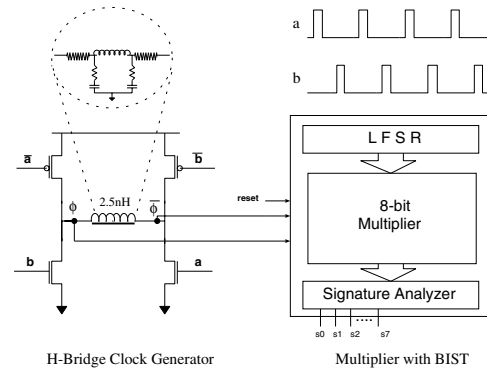 a
b
L F S R
a
b
reset
8-bit
Multiplier
ϕ
2.5nH
ϕ
b
a
Signature Analyzer
s0 s1 s2 .... s7
H-Bridge Clock Generator
Multiplier with BIST